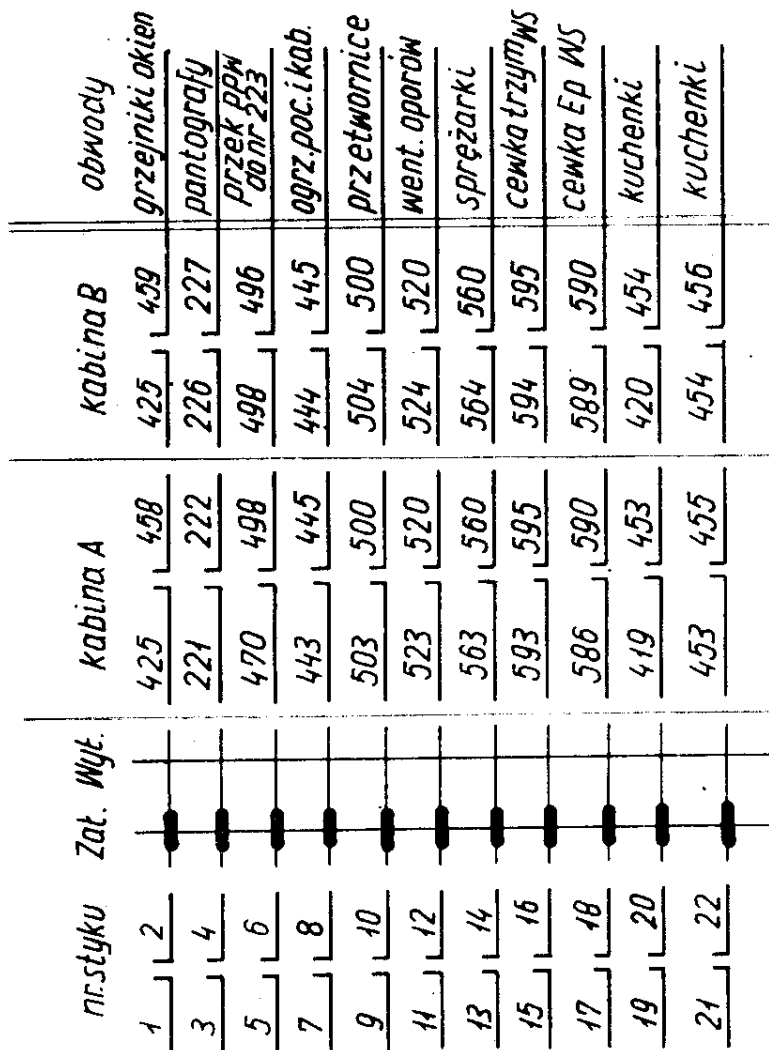 nr.styku Zał. Wył. kabina A kabina B obwody
1 2 425 458 425 459 grzejniki okien
3 4 221 222 226 227 pantografy
5 6 470 498 498 496 przek PPW do nr 223
7 8 443 445 444 445 ogrz.poc.i kab.
9 10 503 500 504 500 przetwornice
11 12 523 520 524 520 went. oporów
13 14 563 560 564 560 sprężarki
15 16 593 595 594 595 cewka trzym WS
17 18 586 590 589 590 cewka Ep WS
19 20 419 453 420 454 kuchenki
21 22 453 455 454 456 kuchenki